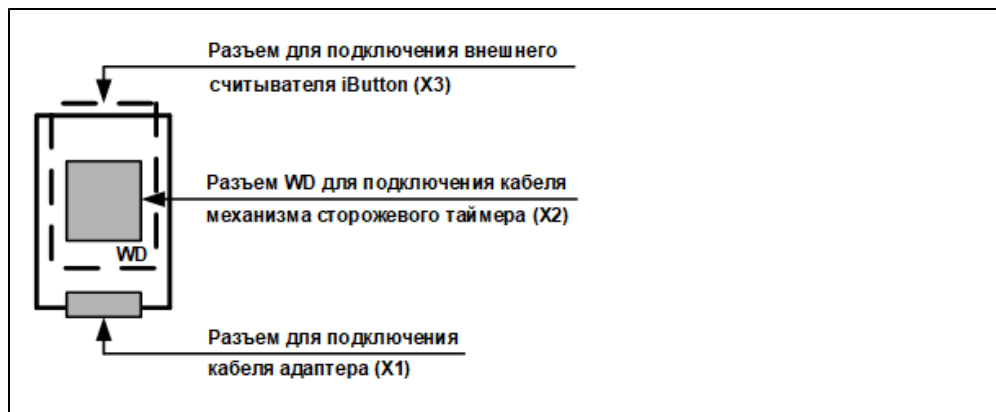 Разъем для подключения внешнего
считывателя iButton (X3)
Разъем WD для подключения кабеля
механизма сторожевого таймера (X2)
WD
Разъем для подключения
кабеля адаптера (X1)